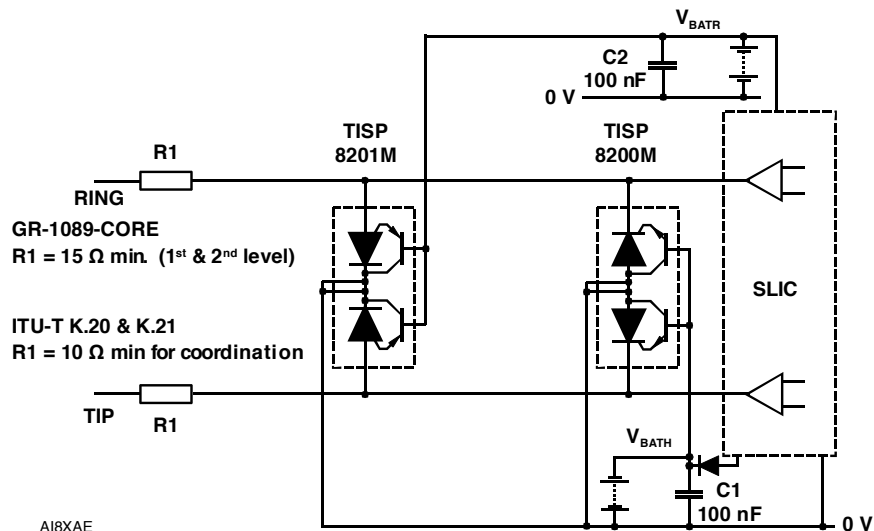 V_BATR
C2
100 nF
0 V
TISP
8201M
TISP
8200M
R1
RING
GR-1089-CORE
R1 = 15 Ω min. (1st & 2nd level)
SLIC
ITU-T K.20 & K.21
R1 = 10 Ω min for coordination
TIP
R1
V_BATH
C1
100 nF
0 V
AI8XAE